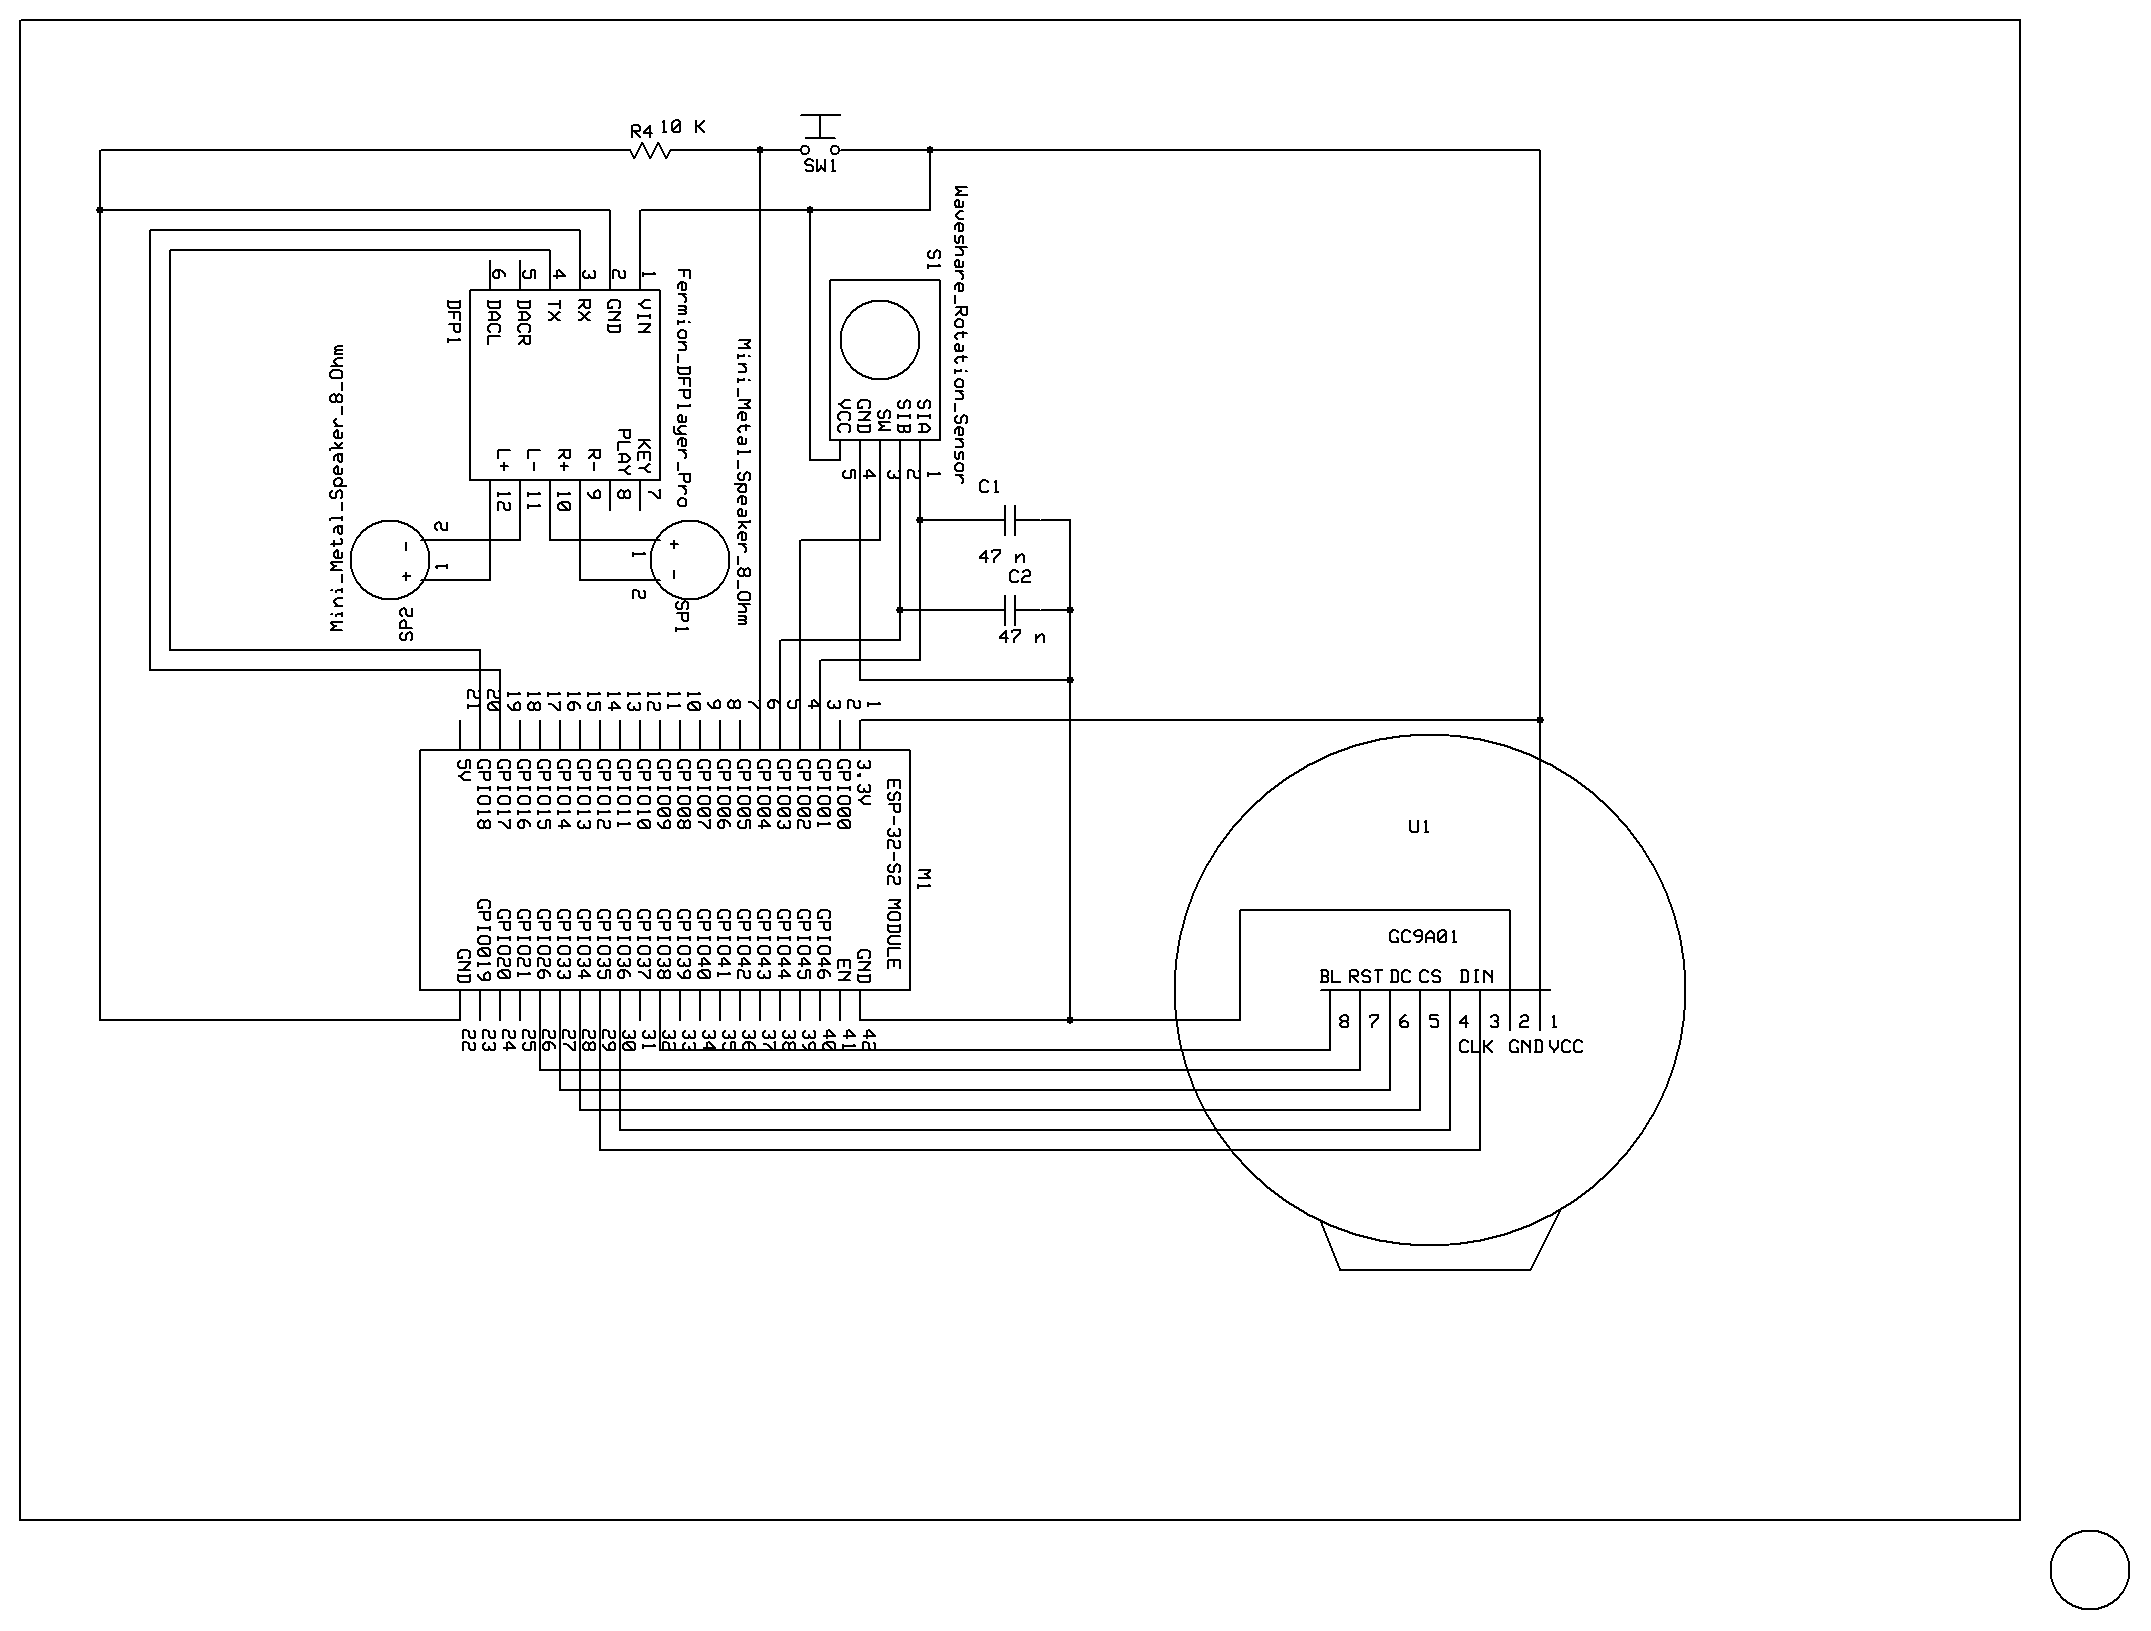 R4 10 K
SW1
Waveshare_Rotation_Sensor
S1
VCC
GND
SW
SIB
SIA
5
4
3
2
1
6
5
4
3
2
1
DACL
DACR
TX
RX
GND
VIN
DFP1
Fermion_DFPlayer_Pro
L+
L-
R+
R-
PLAY
KEY
12
11
10
9
8
7
Mini_Metal_Speaker_8_Ohm
2
-
+
1
SP2
Mini_Metal_Speaker_8_Ohm
+
1
-
2
SP1
C1
47 n
C2
47 n
21
20
19
18
17
16
15
14
13
12
11
10
9
8
7
6
5
4
3
2
1
5V
GPIO18
GPIO17
GPIO16
GPIO15
GPIO14
GPIO13
GPIO12
GPIO11
GPIO10
GPIO09
GPIO08
GPIO07
GPIO06
GPIO05
GPIO04
GPIO03
GPIO02
GPIO01
GPIO00
3.3V
ESP-32-S2 MODULE
M1
GND
GPIO019
GPIO20
GPIO21
GPIO26
GPIO33
GPIO34
GPIO35
GPIO36
GPIO37
GPIO38
GPIO39
GPIO40
GPIO41
GPIO42
GPIO43
GPIO44
GPIO45
GPIO46
EN
GND
22
23
24
25
26
27
28
29
30
31
32
33
34
35
36
37
38
39
40
41
42
U1
GC9A01
BL RST DC CS DIN
8 7 6 5 4 3 2 1
CLK GND VCC